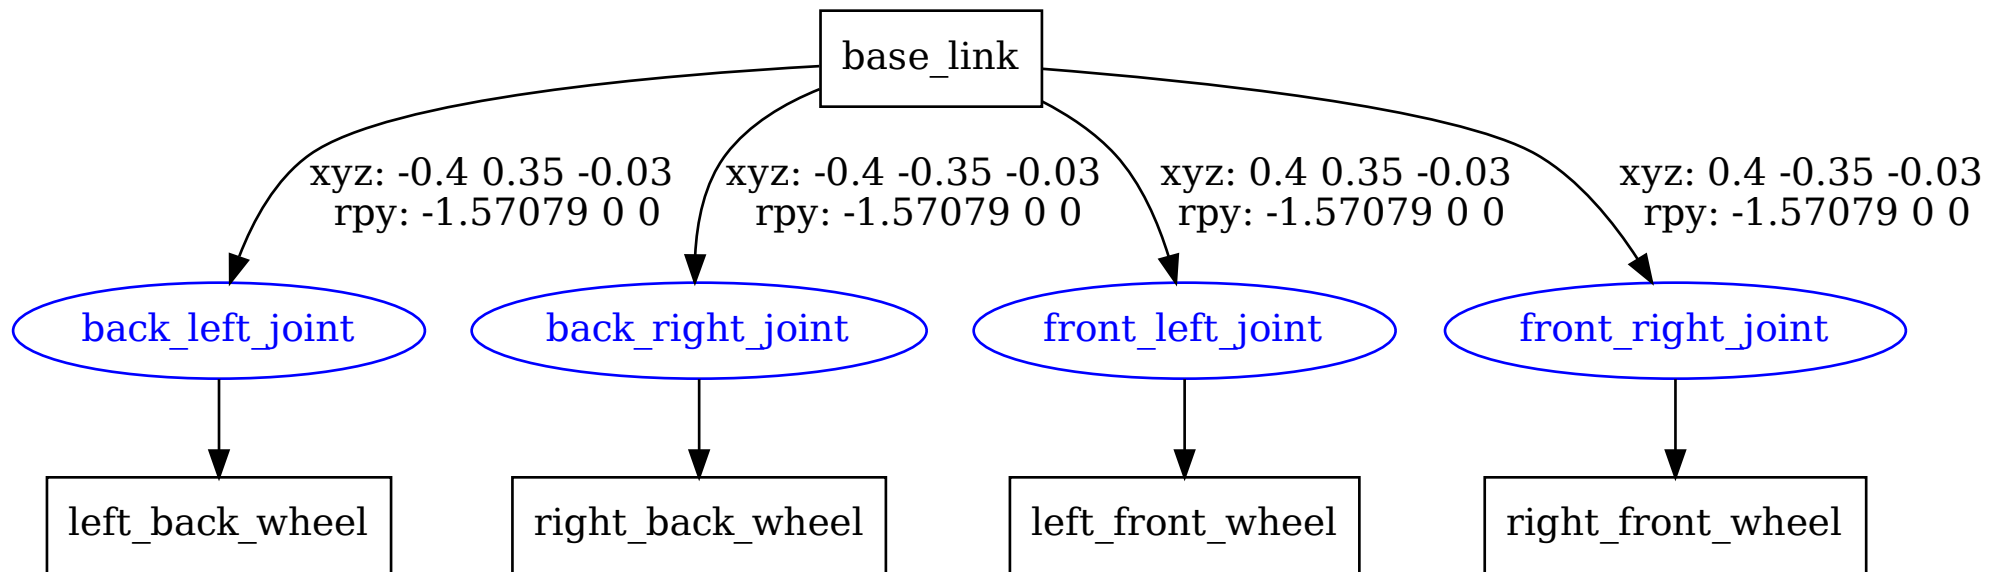 base_link
xyz: -0.4 0.35 -0.03
rpy: -1.57079 0 0
xyz: -0.4 -0.35 -0.03
rpy: -1.57079 0 0
xyz: 0.4 0.35 -0.03
rpy: -1.57079 0 0
xyz: 0.4 -0.35 -0.03
rpy: -1.57079 0 0
back_left_joint
back_right_joint
front_left_joint
front_right_joint
left_back_wheel
right_back_wheel
left_front_wheel
right_front_wheel